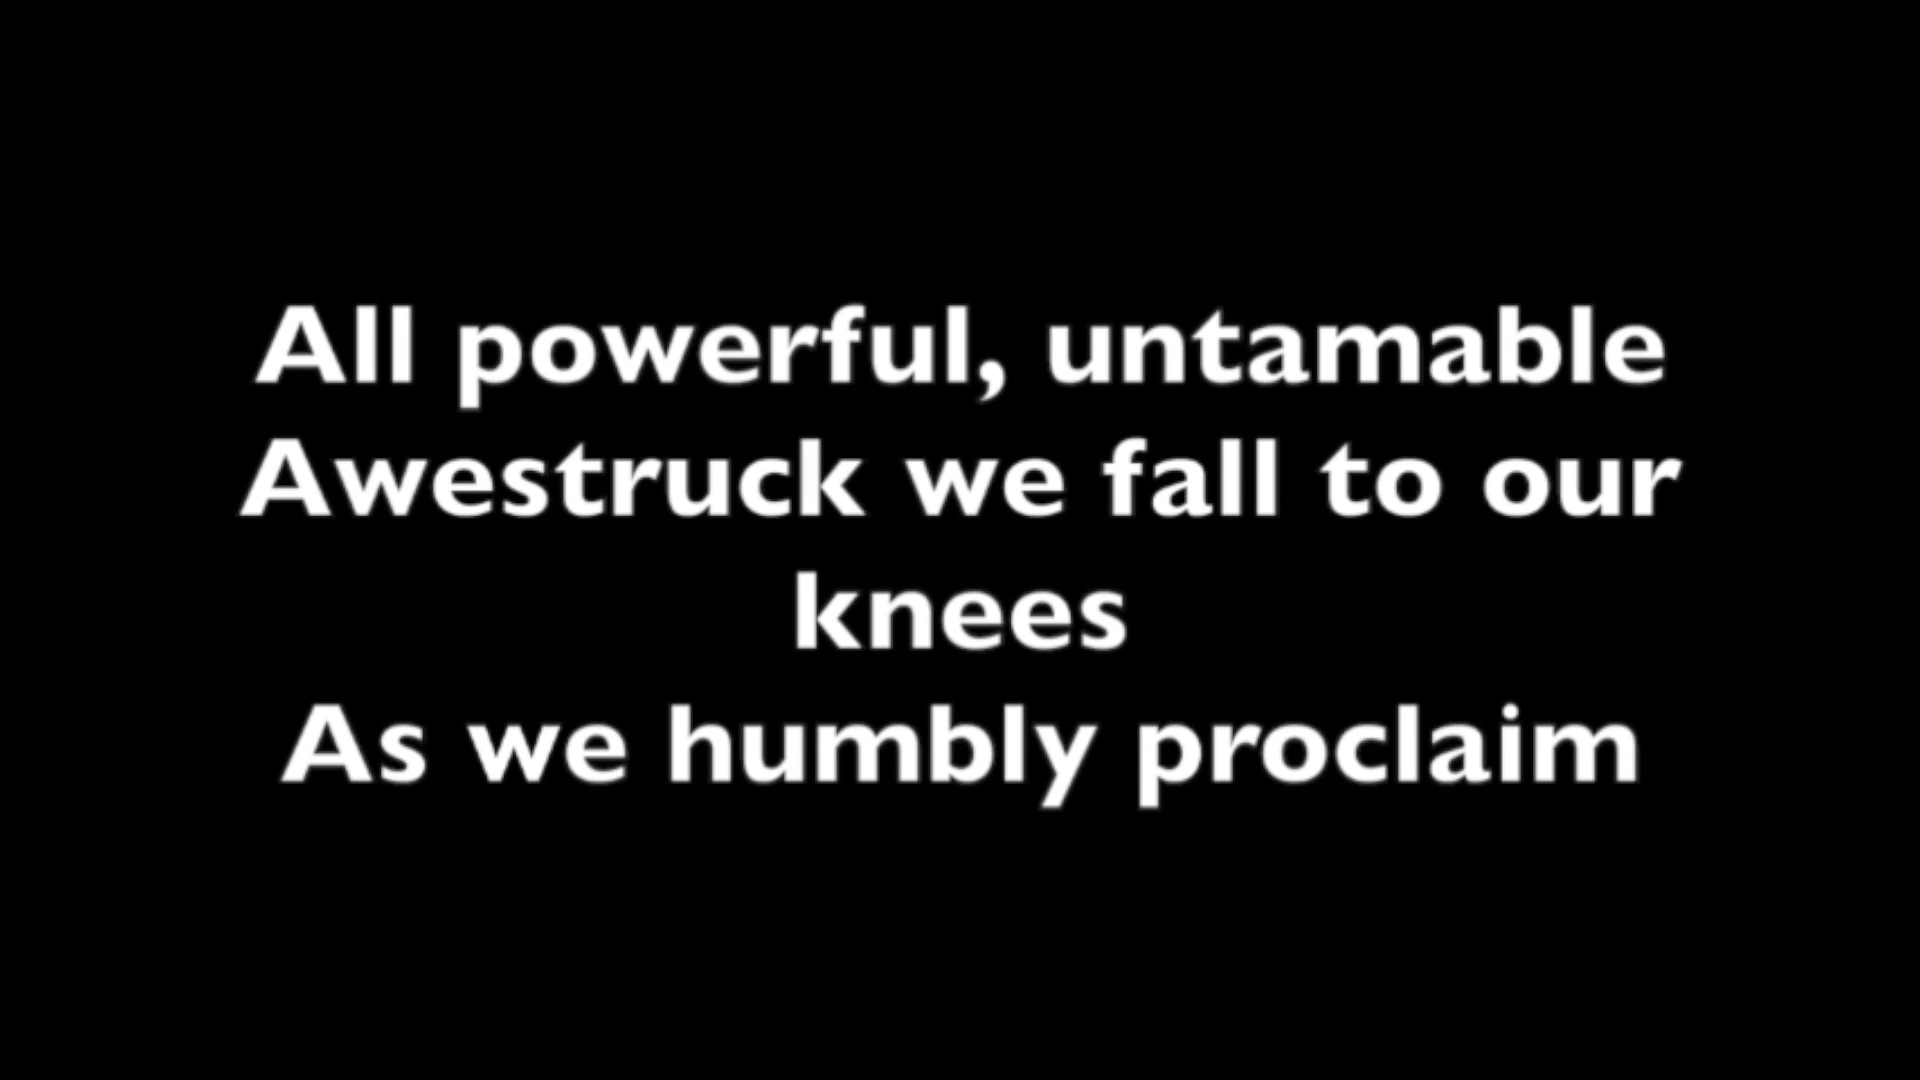 All powerful, untamable
Awestruck we fall to our
knees
As we humbly proclaim